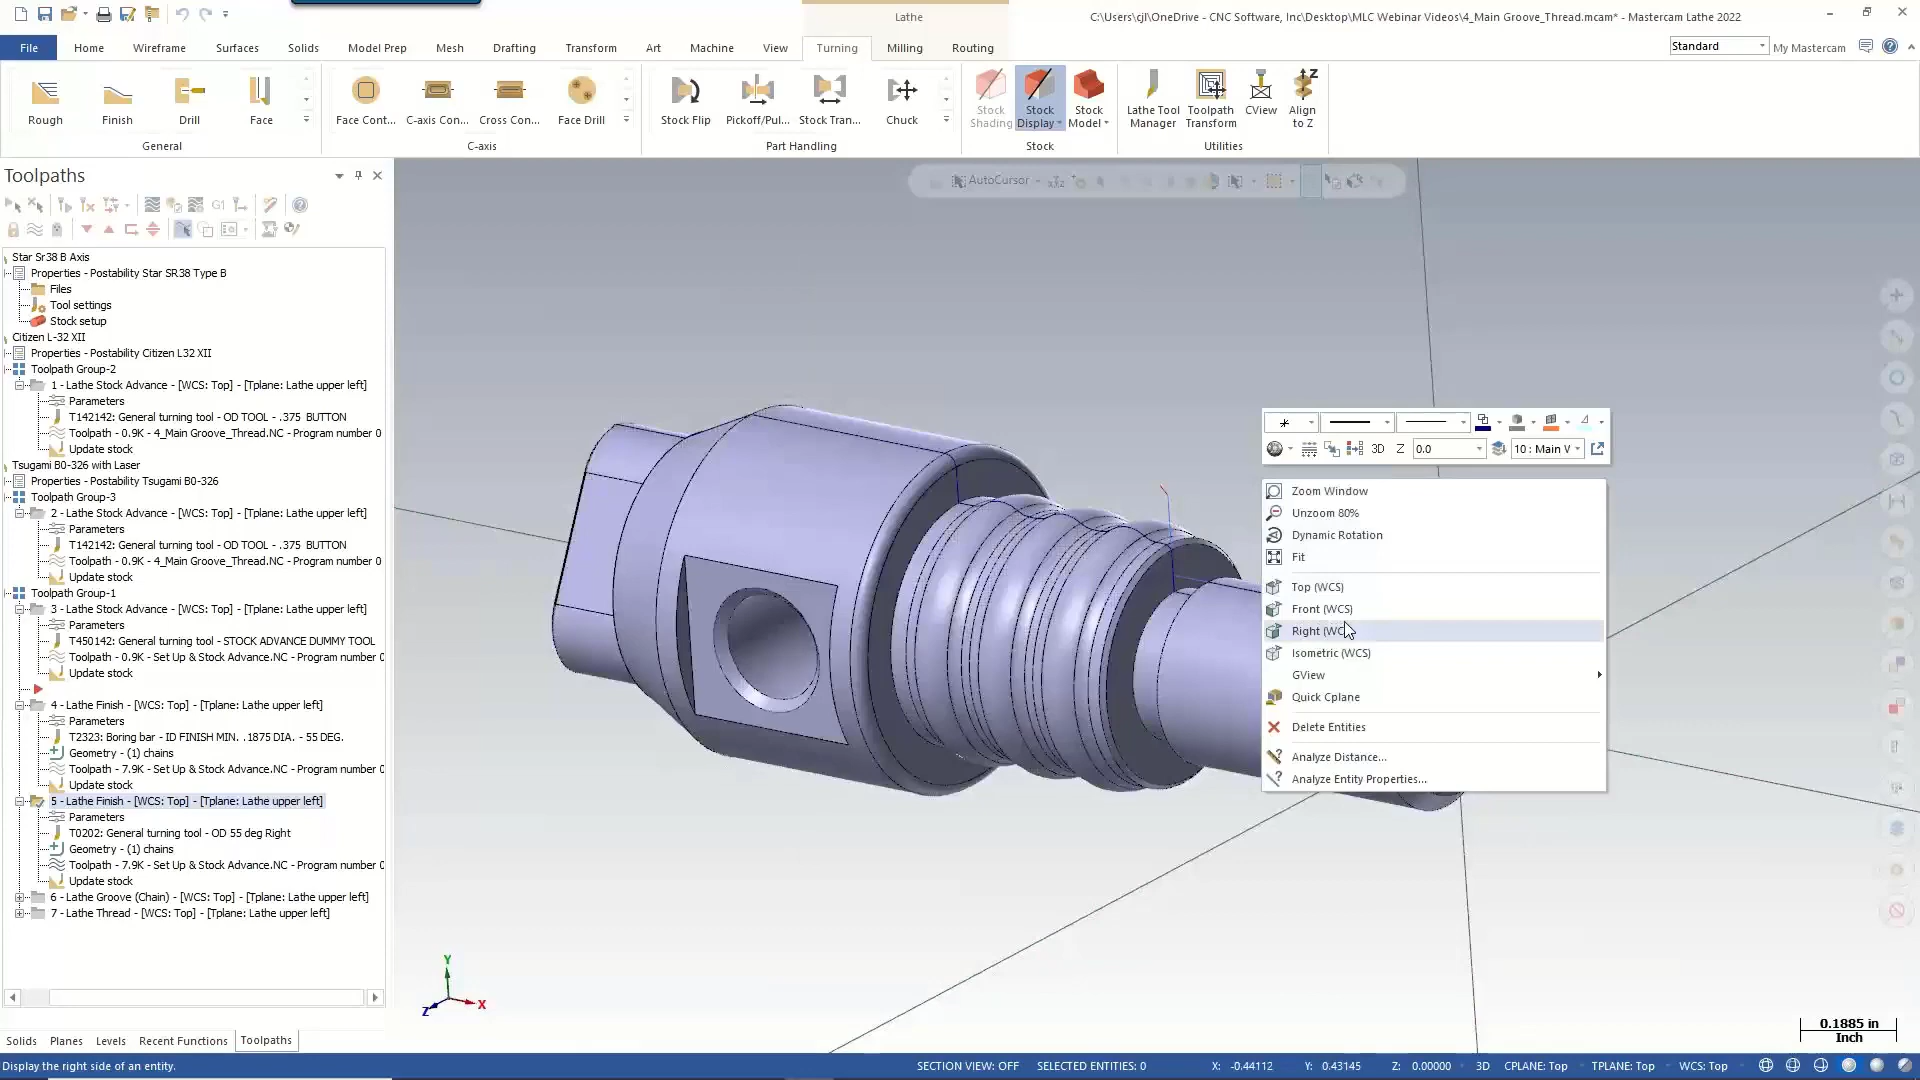 Lathe
C:\Users\cjl\OneDrive - CNC Software, Inc\Desktop\MLC Webinar Videos\4_Main Groove_Thread.mcam* - Mastercam Lathe 2022
File
Home
Wireframe
Surfaces
Solids
Model Prep
Mesh
Drafting
Transform
Art
Machine
View
Turning
Milling
Routing
Standard
My Mastercam
Rough
Finish
Drill
Face
Face Cont...
C-axis Con...
Cross Con...
Face Drill
Stock Flip
Pickoff/Pul...
Stock Tran...
Chuck
Stock Shading
Stock Display
Stock Model
Lathe Tool Manager
Toolpath Transform
CView
Align to Z
General
C-axis
Part Handling
Stock
Utilities
Toolpaths
AutoCursor
G1
Star Sr38 B Axis
Properties - Postability Star SR38 Type B
Files
Tool settings
Stock setup
Citizen L-32 XII
Properties - Postability Citizen L32 XII
Toolpath Group-2
1 - Lathe Stock Advance - [WCS: Top] - [Tplane: Lathe upper left]
Parameters
T142142: General turning tool - OD TOOL - .375 BUTTON
Toolpath - 0.9K - 4_Main Groove_Thread.NC - Program number 0
Update stock
Tsugami B0-326 with Laser
Properties - Postability Tsugami B0-326
Toolpath Group-3
2 - Lathe Stock Advance - [WCS: Top] - [Tplane: Lathe upper left]
Parameters
T142142: General turning tool - OD TOOL - .375 BUTTON
Toolpath - 0.9K - 4_Main Groove_Thread.NC - Program number 0
Update stock
Toolpath Group-1
3 - Lathe Stock Advance - [WCS: Top] - [Tplane: Lathe upper left]
Parameters
T450142: General turning tool - STOCK ADVANCE DUMMY TOOL
Toolpath - 0.9K - Set Up & Stock Advance.NC - Program number 0
Update stock
4 - Lathe Finish - [WCS: Top] - [Tplane: Lathe upper left]
Parameters
T2323: Boring bar - ID FINISH MIN. .1875 DIA. - 55 DEG.
Geometry - (1) chains
Toolpath - 7.9K - Set Up & Stock Advance.NC - Program number 0
Update stock
5 - Lathe Finish - [WCS: Top] - [Tplane: Lathe upper left]
Parameters
T0202: General turning tool - OD 55 deg Right
Geometry - (1) chains
Toolpath - 7.9K - Set Up & Stock Advance.NC - Program number 0
Update stock
6 - Lathe Groove (Chain) - [WCS: Top] - [Tplane: Lathe upper left]
7 - Lathe Thread - [WCS: Top] - [Tplane: Lathe upper left]
3D Z 0.0 10 : Main V
Zoom Window
Unzoom 80%
Dynamic Rotation
Fit
Top (WCS)
Front (WCS)
Right (WC
Isometric (WCS)
GView
Quick Cplane
Delete Entities
Analyze Distance...
Analyze Entity Properties...
Y
X
Z
0.1885 in
Inch
Solids
Planes
Levels
Recent Functions
Toolpaths
Display the right side of an entity.
SECTION VIEW: OFF
SELECTED ENTITIES: 0
X: -0.44112
Y: 0.43145
Z: 0.00000
3D
CPLANE: Top
TPLANE: Top
WCS: Top